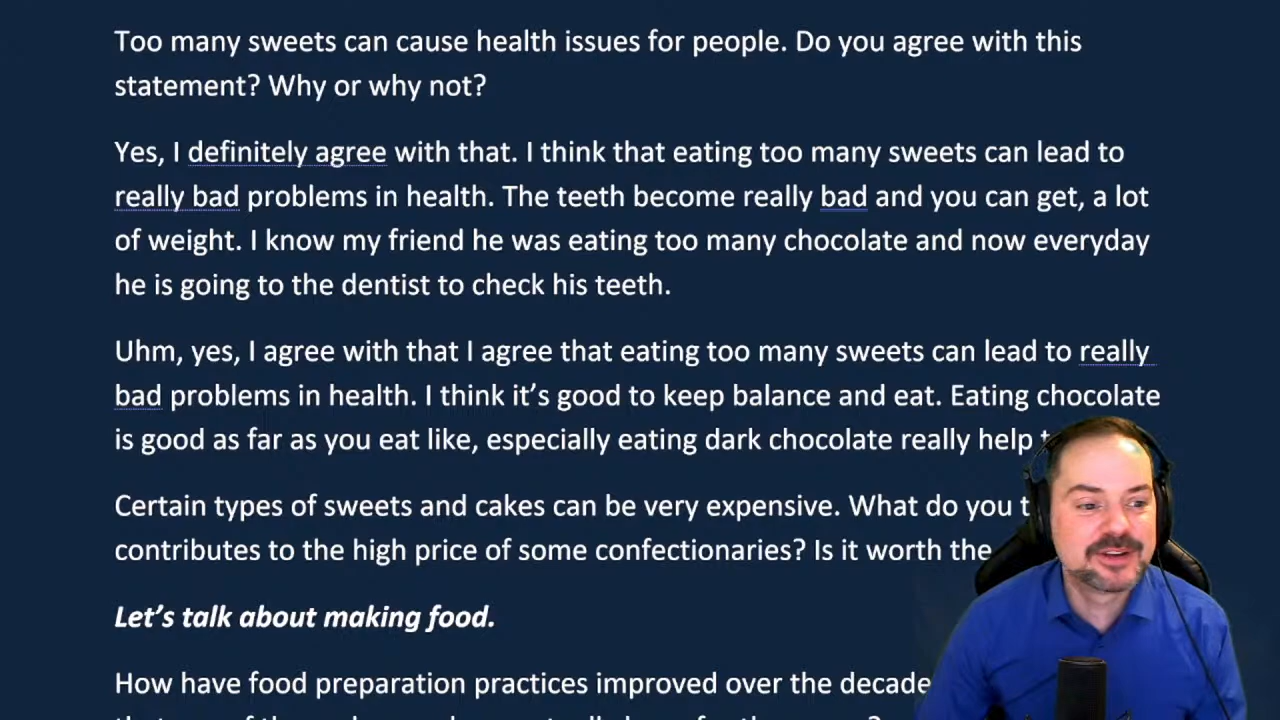 Too many sweets can cause health issues for people. Do you agree with this
statement? Why or why not?
Yes, I definitely agree with that. I think that eating too many sweets can lead to
really bad problems in health. The teeth become really bad and you can get, a lot
of weight. I know my friend he was eating too many chocolate and now everyday
he is going to the dentist to check his teeth.
Uhm, yes, I agree with that I agree that eating too many sweets can lead to really
bad problems in health. I think it’s good to keep balance and eat. Eating chocolate
is good as far as you eat like, especially eating dark chocolate really help
Certain types of sweets and cakes can be very expensive. What do you
contributes to the high price of some confectionaries? Is it worth the
Let’s talk about making food.
How have food preparation practices improved over the